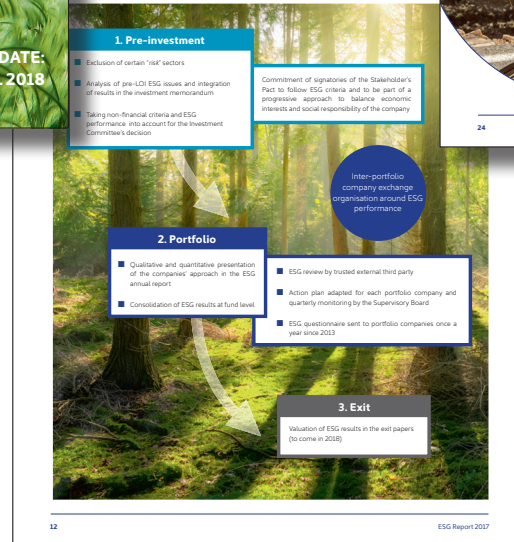 DATE:
2018
1. Pre-investment
Exclusion of certain "risk" sectors
Analysis of pre-LOI ESG issues and integration
of results in the investment memorandum
Taking non-financial criteria and ESG
performance into account for the Investment
Committee's decision
Commitment of signatories of the Stakeholder's
Pact to follow ESG criteria and to be part of a
progressive approach to balance economic
interests and social responsibility of the company
24
Inter-portfolio
company exchange
organisation around ESG
performance
2. Portfolio
Qualitative and quantitative presentation
of the companies' approach in the ESG
annual report
Consolidation of ESG results at fund level
ESG review by trusted external third party
Action plan adapted for each portfolio company and
quarterly monitoring by the Supervisory Board
ESG questionnaire sent to portfolio companies once a
year since 2013
3. Exit
Valuation of ESG results in the exit papers
(to come in 2018)
12
ESG Report 2017